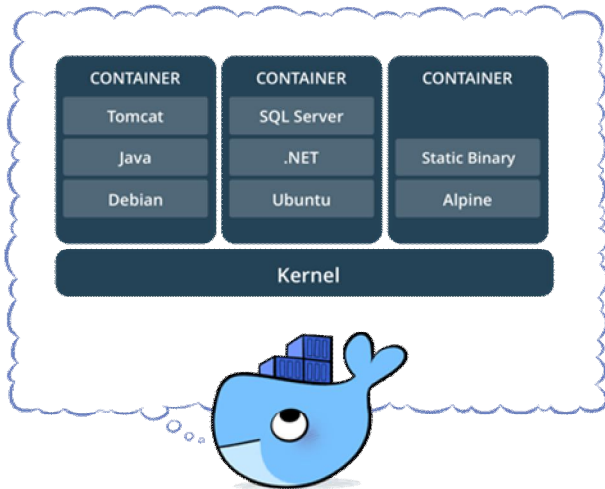 CONTAINER
Tomcat
Java
Debian
CONTAINER
SQL Server
.NET
Ubuntu
CONTAINER
Static Binary
Alpine
Kernel